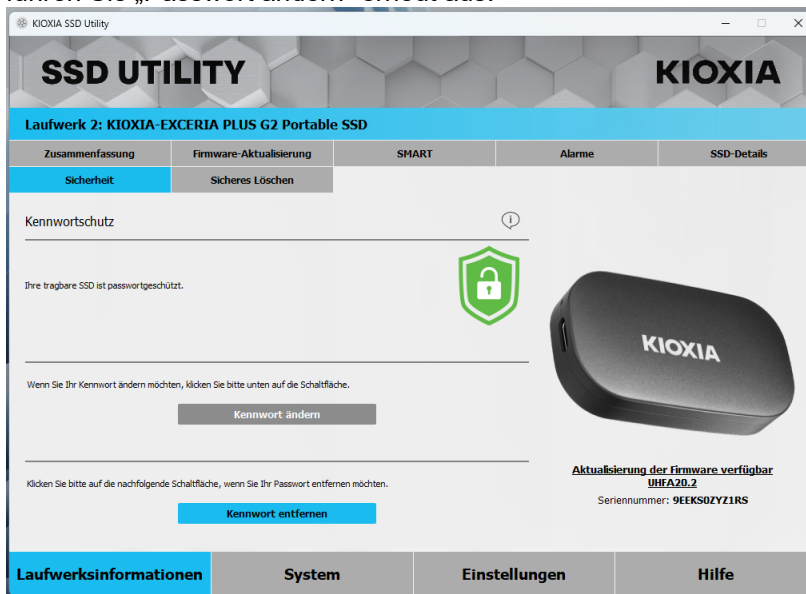 KIOXIA SSD Utility
SSD UTILITY
KIOXIA
Laufwerk 2: KIOXIA-EXCERIA PLUS G2 Portable SSD
Zusammenfassung
Firmware-Aktualisierung
SMART
Alarme
SSD-Details
Sicherheit
Sicheres Löschen
Kennwortschutz
Ihre tragbare SSD ist passwortgeschützt.
Wenn Sie Ihr Kennwort ändern möchten, klicken Sie bitte unten auf die Schaltfläche.
Kennwort ändern
Klicken Sie bitte auf die nachfolgende Schaltfläche, wenn Sie Ihr Passwort entfernen möchten.
Kennwort entfernen
KIOXIA
Aktualisierung der Firmware verfügbar
UHFA20.2
Seriennummer: 9EEKS0ZYZ1RS
Laufwerksinformationen
System
Einstellungen
Hilfe